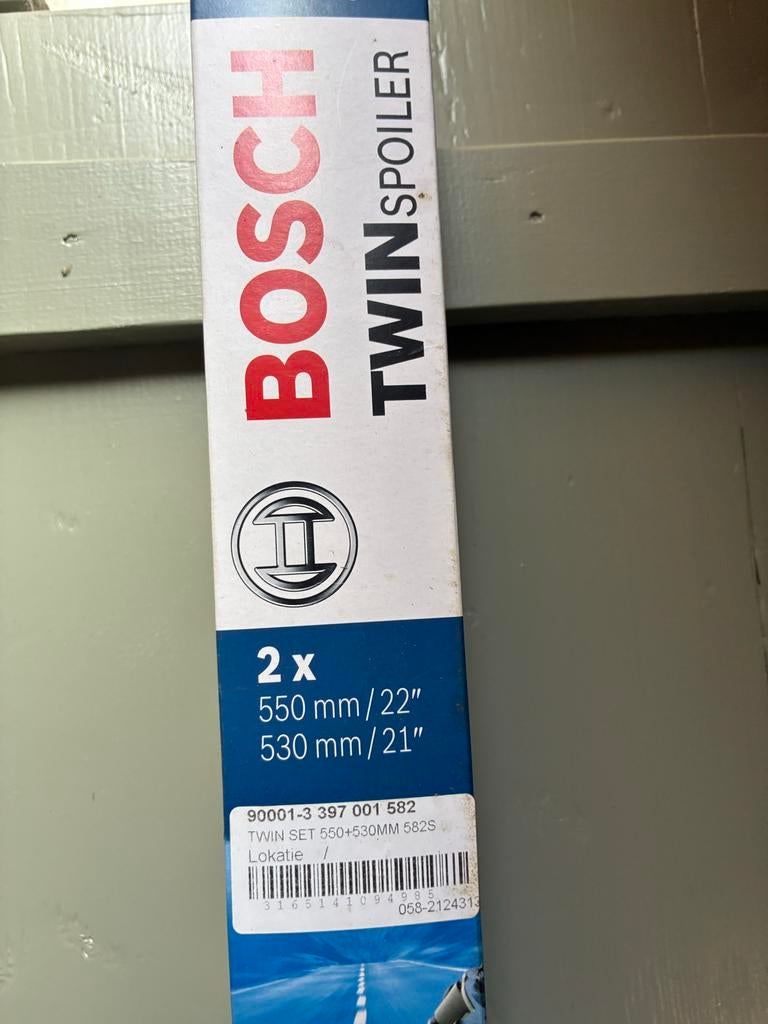 BOSCH
TWINSPOILER
2 x
550 mm / 22"
530 mm / 21"
90001-3 397 001 582
TWIN SET 550+530MM 582S
Lokatie /
3165141094985
058-2124313